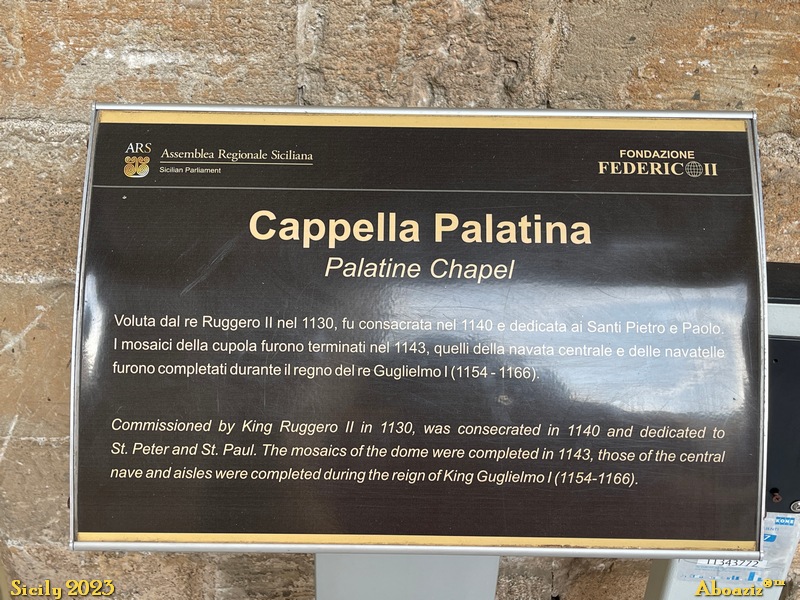 ARS
Assemblea Regionale Siciliana
Sicilian Parliament
FONDAZIONE
FEDERICO II
Cappella Palatina
Palatine Chapel
Voluta dal re Ruggero II nel 1130, fu consacrata nel 1140 e dedicata ai Santi Pietro e Paolo.
I mosaici della cupola furono terminati nel 1143, quelli della navata centrale e delle navatelle
furono completati durante il regno del re Guglielmo I (1154 - 1166).
Commissioned by King Ruggero II in 1130, was consecrated in 1140 and dedicated to
St. Peter and St. Paul. The mosaics of the dome were completed in 1143, those of the central
nave and aisles were completed during the reign of King Guglielmo I (1154-1166).
KONE
11343772
Sicily 2023
Aboaziz